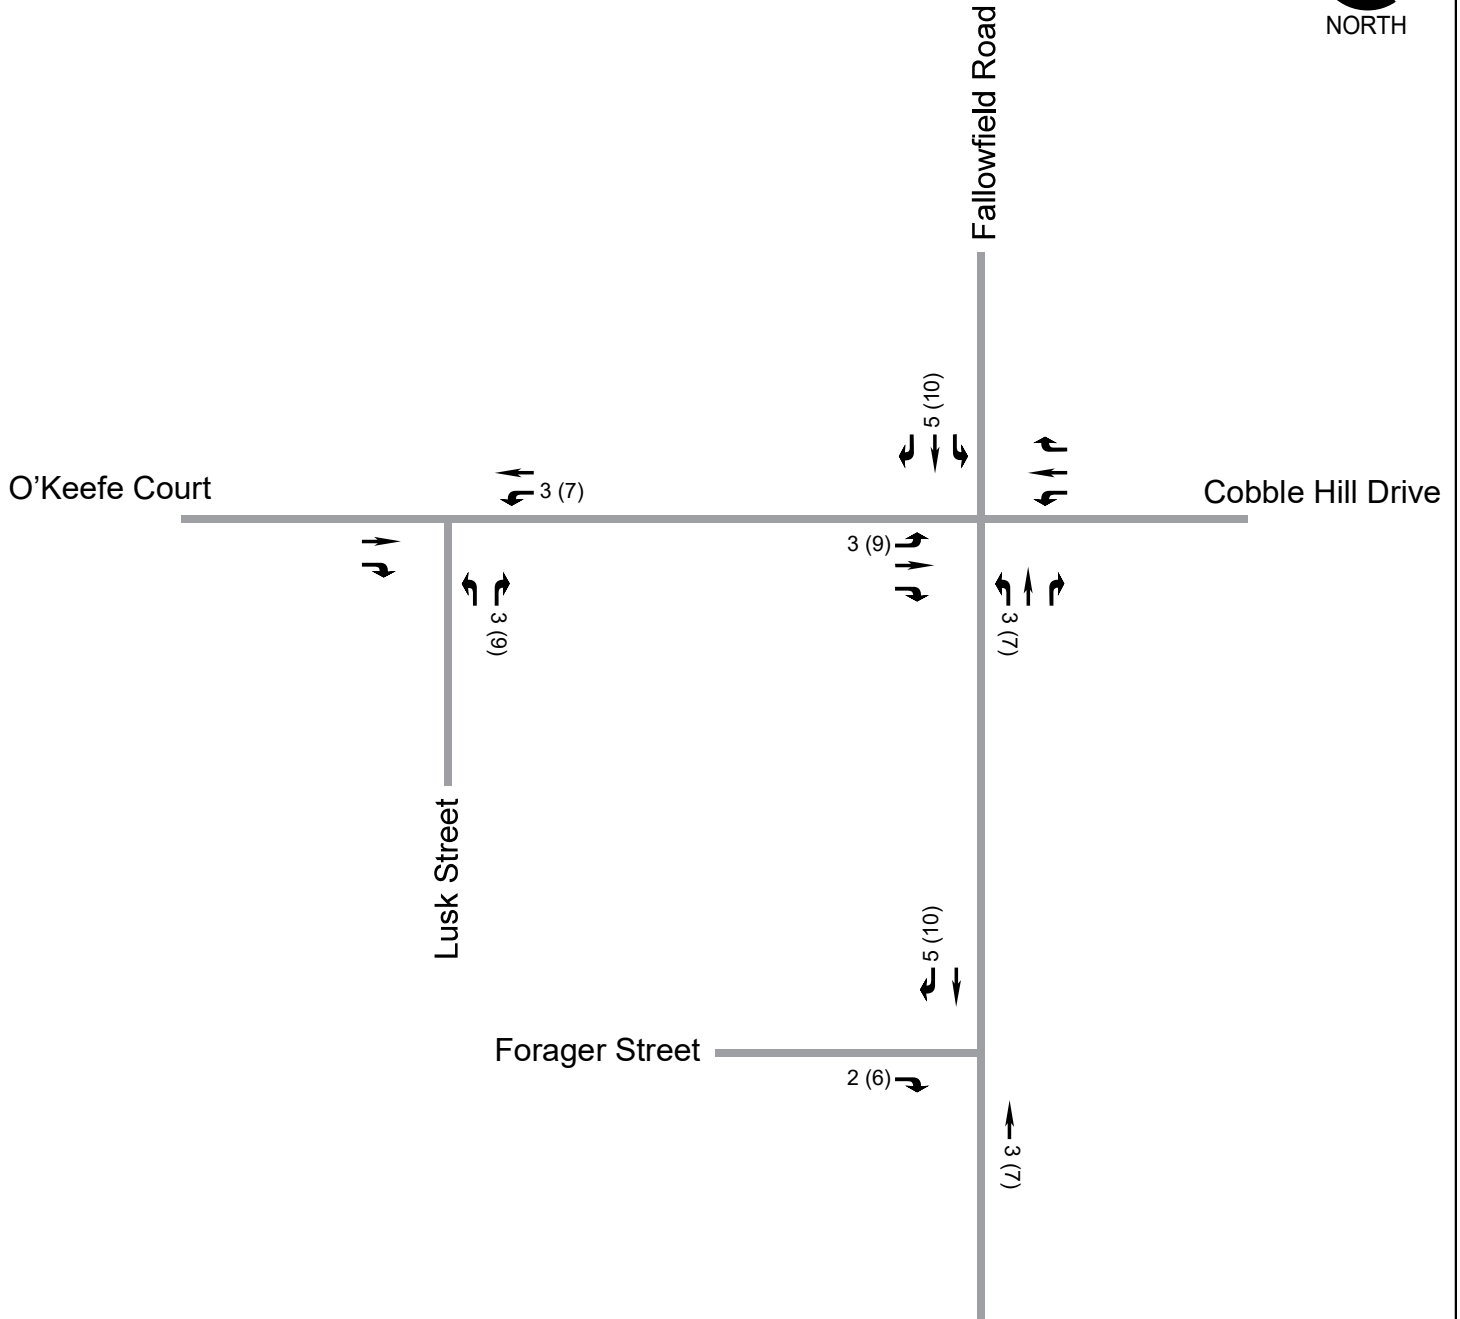 NORTH
Fallowfield Road
5 (10)
O'Keefe Court
3 (7)
Cobble Hill Drive
3 (9)
3 (9)
3 (7)
Lusk Street
5 (10)
Forager Street
2 (6)
3 (7)